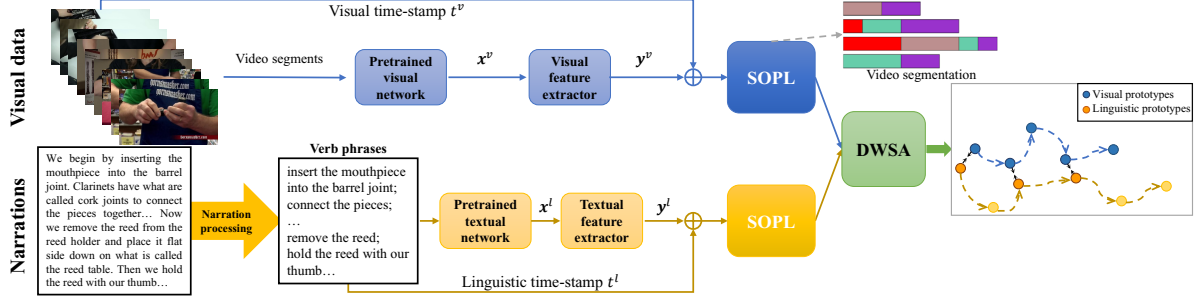 Visual data
Visual time-stamp t^v
Video segments
Pretrained
visual
network
x^v
Visual
feature
extractor
y^v
SOPL
Video segmentation
Visual prototypes
Linguistic prototypes
DWSA
Narrations
We begin by inserting the
mouthpiece into the barrel
joint. Clarinets have what are
called cork joints to connect
the pieces together… Now
we remove the reed from the
reed holder and place it flat
side down on what is called
the reed table. Then we hold
the reed with our thumb…
Narration
processing
Verb phrases
insert the mouthpiece
into the barrel joint;
connect the pieces;
…
remove the reed;
hold the reed with our
thumb…
Pretrained
textual
network
x^l
Textual
feature
extractor
y^l
SOPL
Linguistic time-stamp t^l